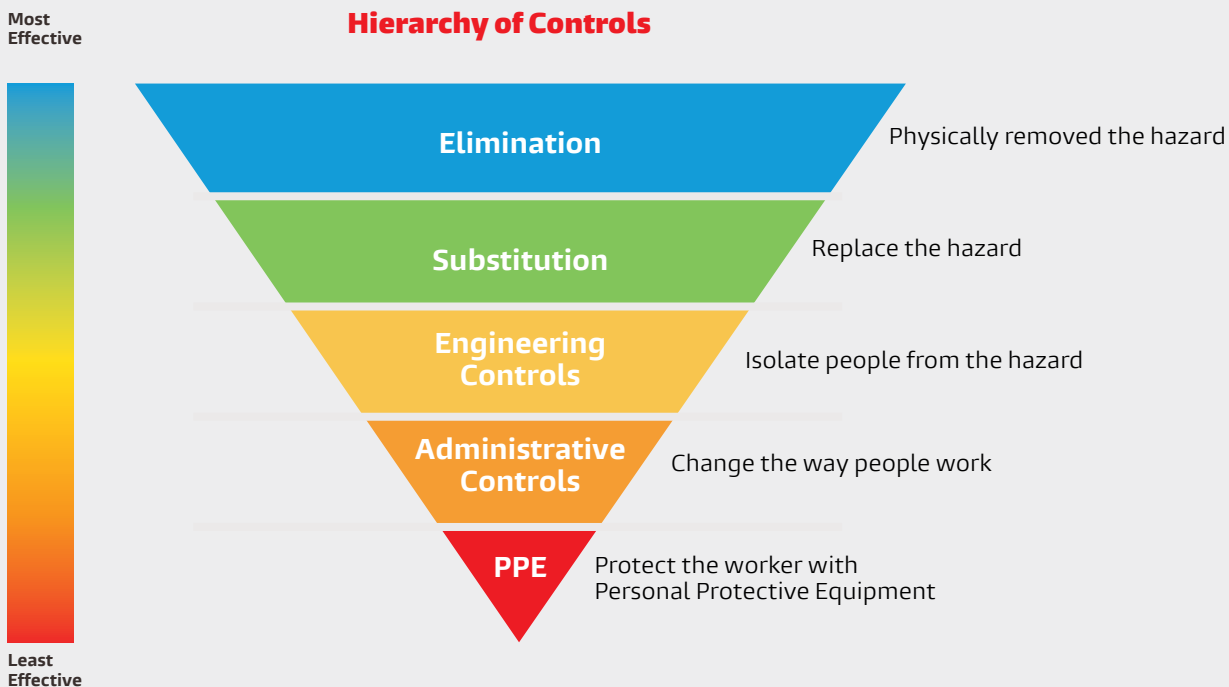 Most
Effective
Hierarchy of Controls
Elimination
Physically removed the hazard
Substitution
Replace the hazard
Engineering
Controls
Isolate people from the hazard
Administrative
Controls
Change the way people work
PPE
Protect the worker with
Personal Protective Equipment
Least
Effective